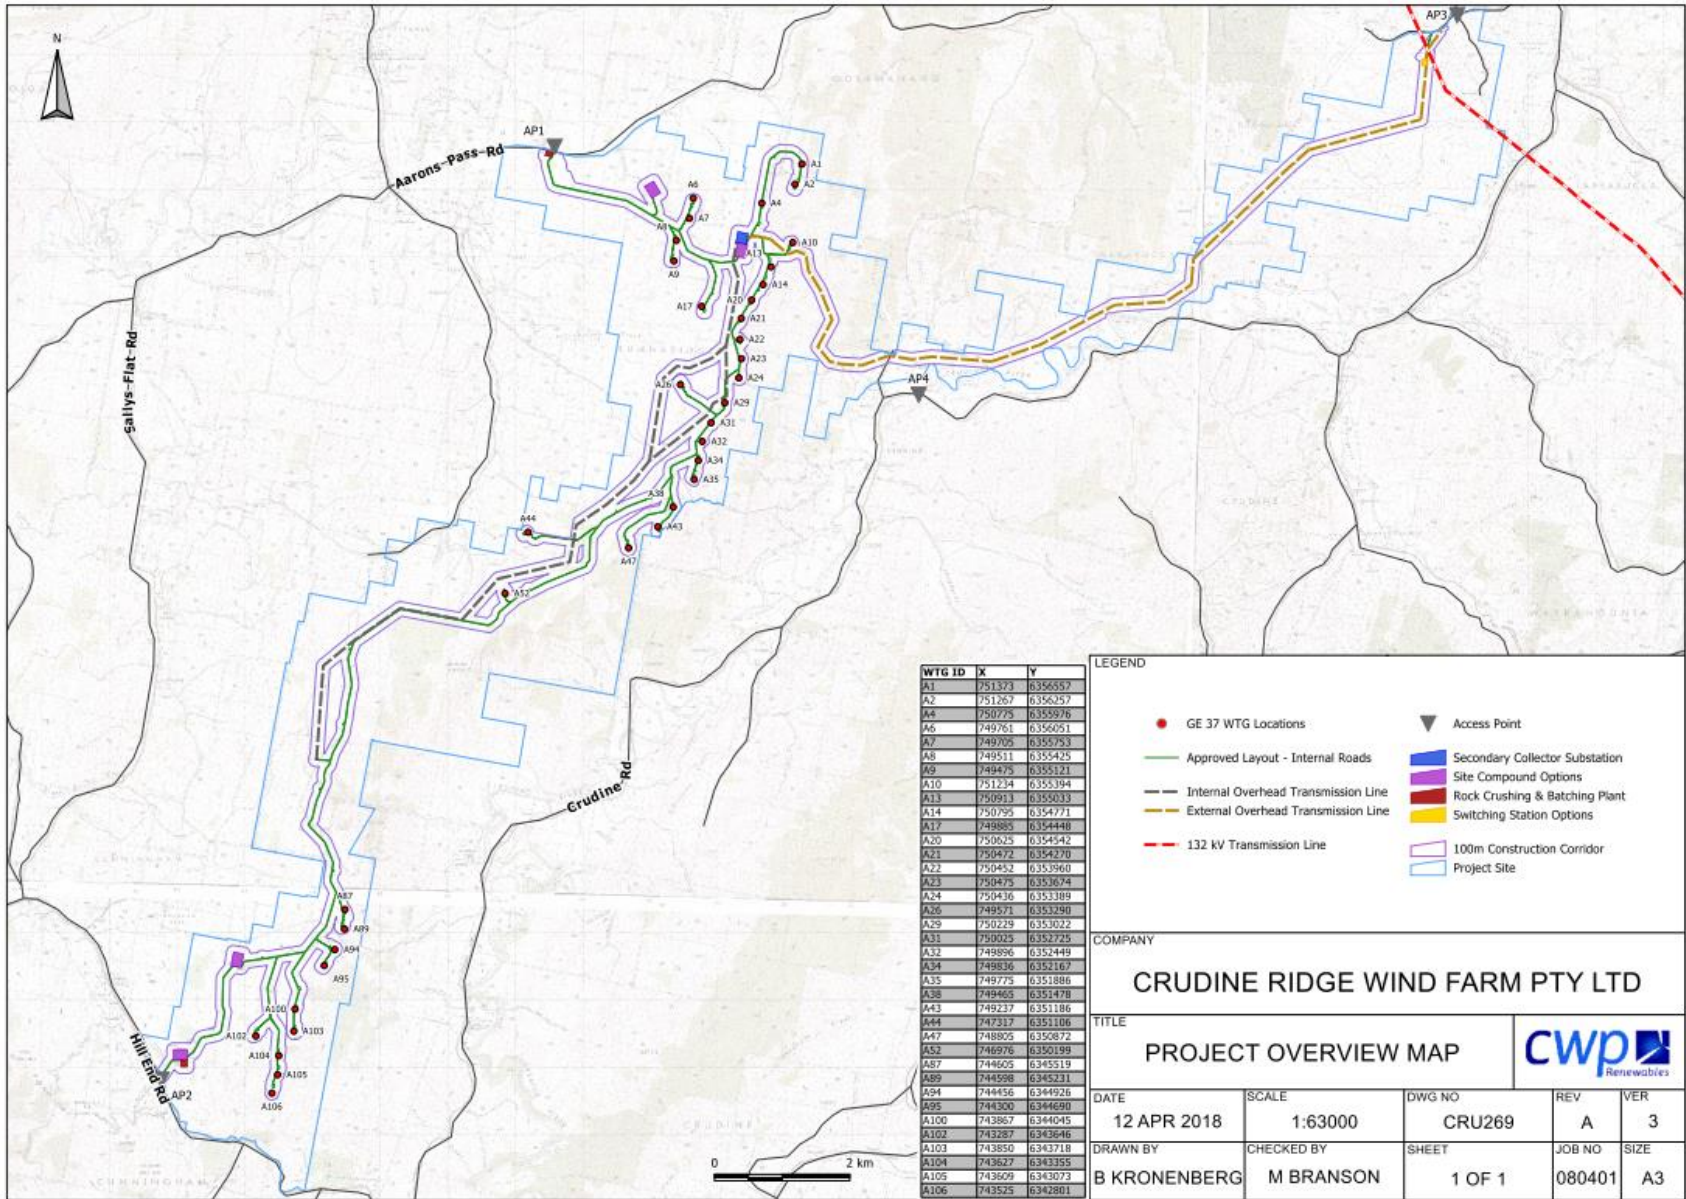 N
AP3
AP1
Aarons-Pass-Rd
A1
A2
A6
A4
A7
A8
A10
A13
A9
A14
A17
A20
A21
A22
Sallys-Flat-Rd
A23
A24
A26
AP4
A29
A31
A32
A34
A35
A38
A44
A43
A47
A52
Crudine-Rd
A87
A89
A94
A95
A100
A102
A103
A104
A105
A106
Hill End Rd
AP2
0 2 km
WTG ID X Y
A1 751373 6356557
A2 751267 6356257
A4 750775 6355976
A6 749761 6356051
A7 749705 6355753
A8 749511 6355425
A9 749475 6355121
A10 751234 6355394
A13 750913 6355033
A14 750795 6354771
A17 749885 6354448
A20 750625 6354542
A21 750472 6354270
A22 750452 6353960
A23 750475 6353674
A24 750436 6353389
A26 749571 6353290
A29 750229 6353022
A31 750025 6352725
A32 749896 6352449
A34 749836 6352167
A35 749775 6351886
A38 749465 6351478
A43 749237 6351186
A44 747317 6351106
A47 748805 6350872
A52 746976 6350199
A87 744605 6345519
A89 744598 6345231
A94 744456 6344926
A95 744300 6344690
A100 743867 6344045
A102 743287 6343646
A103 743850 6343718
A104 743627 6343355
A105 743609 6343073
A106 743525 6342801
LEGEND
GE 37 WTG Locations
Approved Layout - Internal Roads
Internal Overhead Transmission Line
External Overhead Transmission Line
132 kV Transmission Line
Access Point
Secondary Collector Substation
Site Compound Options
Rock Crushing & Batching Plant
Switching Station Options
100m Construction Corridor
Project Site
COMPANY
CRUDINE RIDGE WIND FARM PTY LTD
TITLE
PROJECT OVERVIEW MAP
cwp
Renewables
DATE SCALE DWG NO REV VER
12 APR 2018 1:63000 CRU269 A 3
DRAWN BY CHECKED BY SHEET JOB NO SIZE
B KRONENBERG M BRANSON 1 OF 1 080401 A3